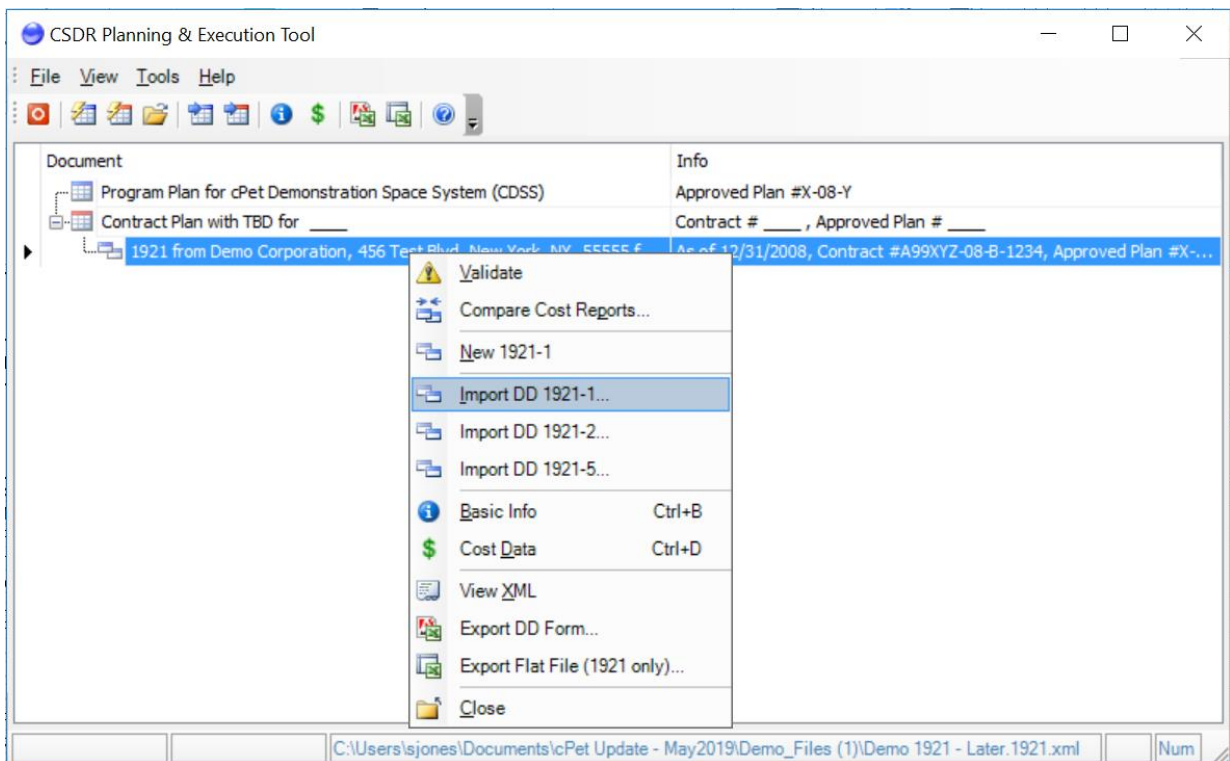 CSDR Planning & Execution Tool
File View Tools Help
Document Info
Program Plan for cPet Demonstration Space System (CDSS) Approved Plan #X-08-Y
Contract Plan with TBD for ____ Contract # ____ , Approved Plan # ____
1921 from Demo Corporation, 456 Test Blvd, New York, NY, 55555 f As of 12/31/2008, Contract #A99XYZ-08-B-1234, Approved Plan #X-...
Validate
Compare Cost Reports...
New 1921-1
Import DD 1921-1...
Import DD 1921-2...
Import DD 1921-5...
Basic Info Ctrl+B
Cost Data Ctrl+D
View XML
Export DD Form...
Export Flat File (1921 only)...
Close
C:\Users\sjones\Documents\cPet Update - May2019\Demo_Files (1)\Demo 1921 - Later.1921.xml Num